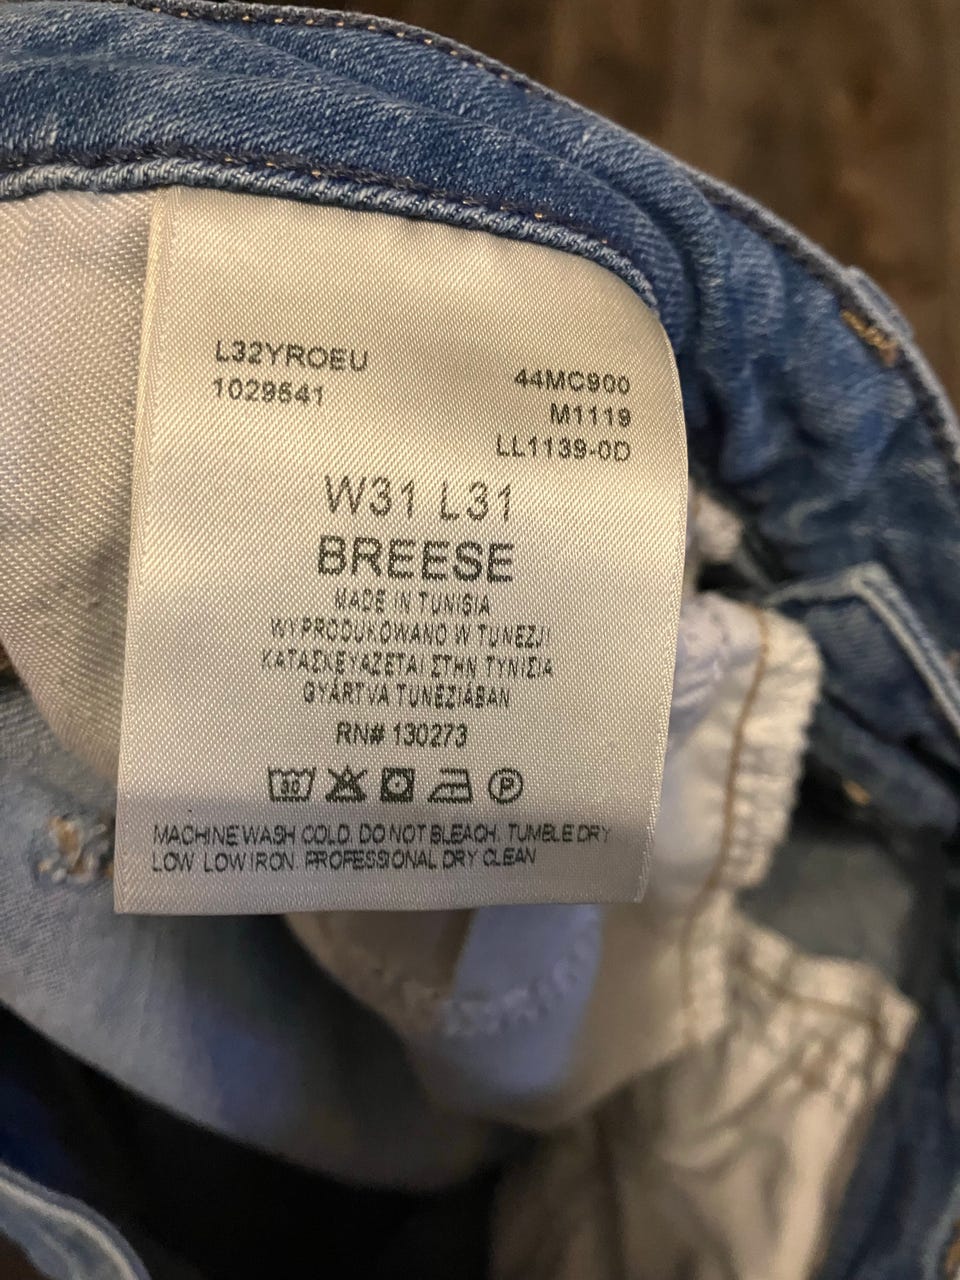 L32YROEU
1029541
44MC900
M1119
LL1139-0D
W31 L31
BREESE
MADE IN TUNISIA
WYPRODUKOWANO W TUNEZJI
ΚΑΤΑΣΚΕΥΑΖΕΤΑΙ ΣΤΗΝ ΤΥΝΙΣΙΑ
GYÁRTVA TUNÉZIÁBAN
RN# 130273
30 P
MACHINE WASH COLD. DO NOT BLEACH. TUMBLE DRY
LOW. LOW IRON. PROFESSIONAL DRY CLEAN